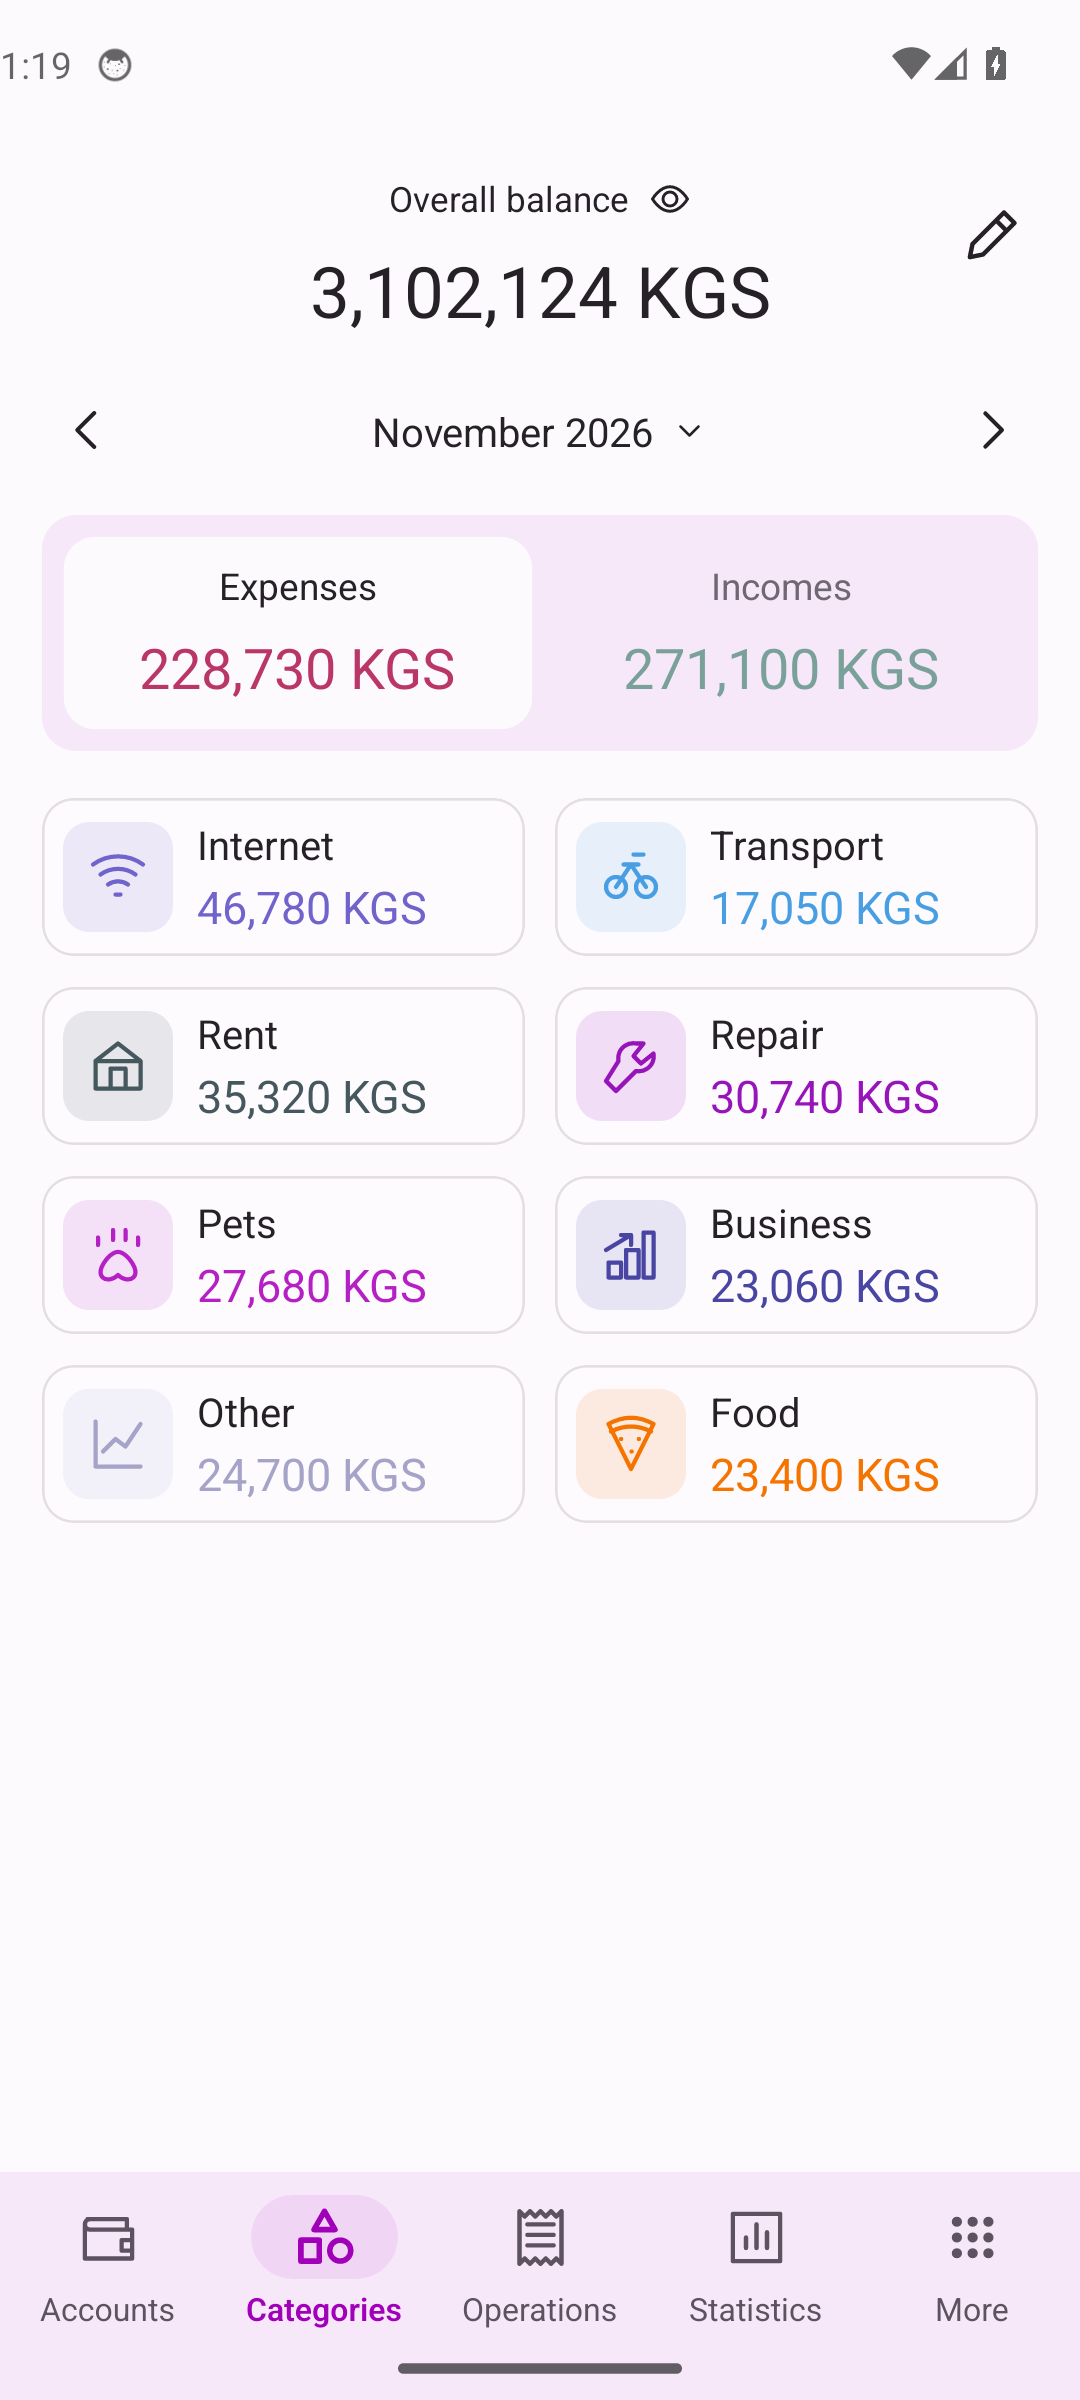 1:19
Overall balance
3,102,124 KGS
November 2026
Expenses
228,730 KGS
Incomes
271,100 KGS
Internet
46,780 KGS
Transport
17,050 KGS
Rent
35,320 KGS
Repair
30,740 KGS
Pets
27,680 KGS
Business
23,060 KGS
Other
24,700 KGS
Food
23,400 KGS
Accounts
Categories
Operations
Statistics
More